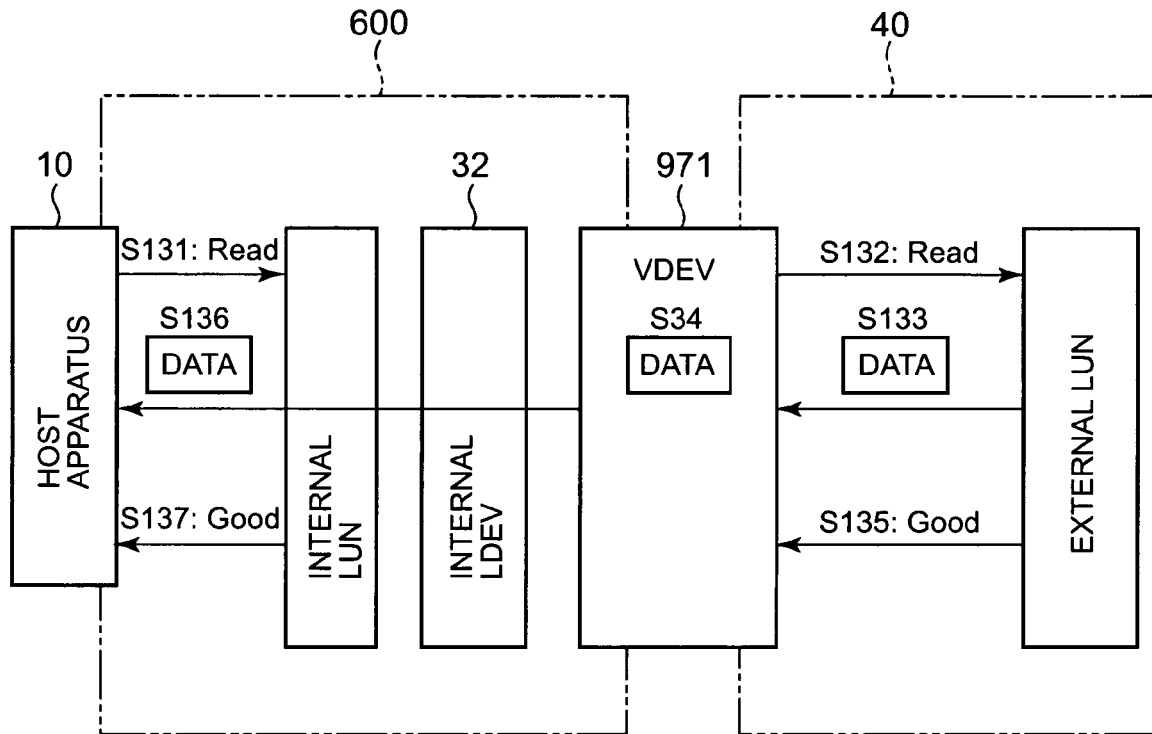 600
40
10
32
971
S131: Read
VDEV
S132: Read
S136
DATA
S34
DATA
S133
DATA
HOST
APPARATUS
INTERNAL
LUN
INTERNAL
LDEV
EXTERNAL LUN
S137: Good
S135: Good